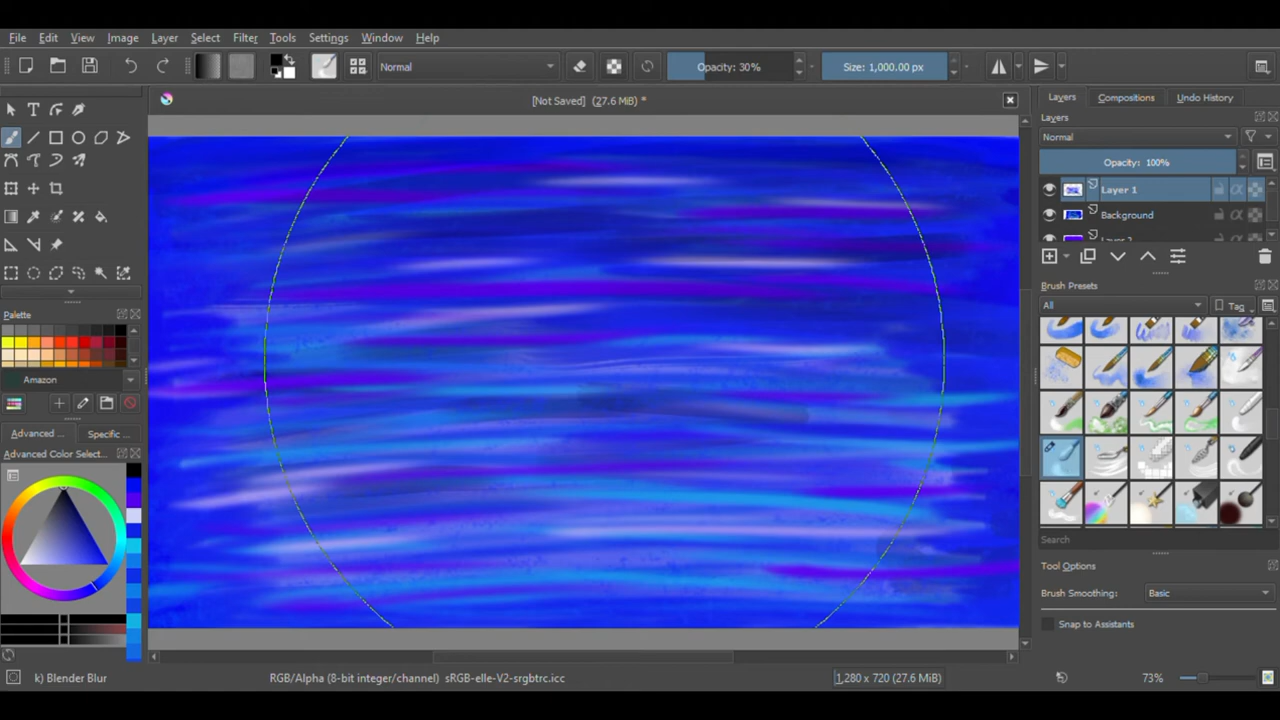 File Edit View Image Layer Select Filter Tools Settings Window Help
Normal Opacity: 30% Size: 1,000.00 px
[Not Saved] (27.6 MiB) *
Layers Compositions Undo History
Layers
Normal
Opacity: 100%
Layer 1
Background
Brush Presets
All Tag
Palette
Amazon
Advanced ... Specific ...
Advanced Color Select...
Search
Tool Options
Brush Smoothing: Basic
Snap to Assistants
k) Blender Blur RGB/Alpha (8-bit integer/channel) sRGB-elle-V2-srgbtrc.icc 1,280 x 720 (27.6 MiB) 73%